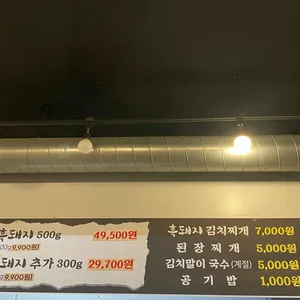 흑돼지 500g 49,500원
00g 9,900원)
돼지 추가 300g 29,700원
0g 9,900원)
흑돼지 김치찌개 7,000원
된장찌개 5,000원
김치말이 국수 (계절) 5,000원
공기밥 1,000원